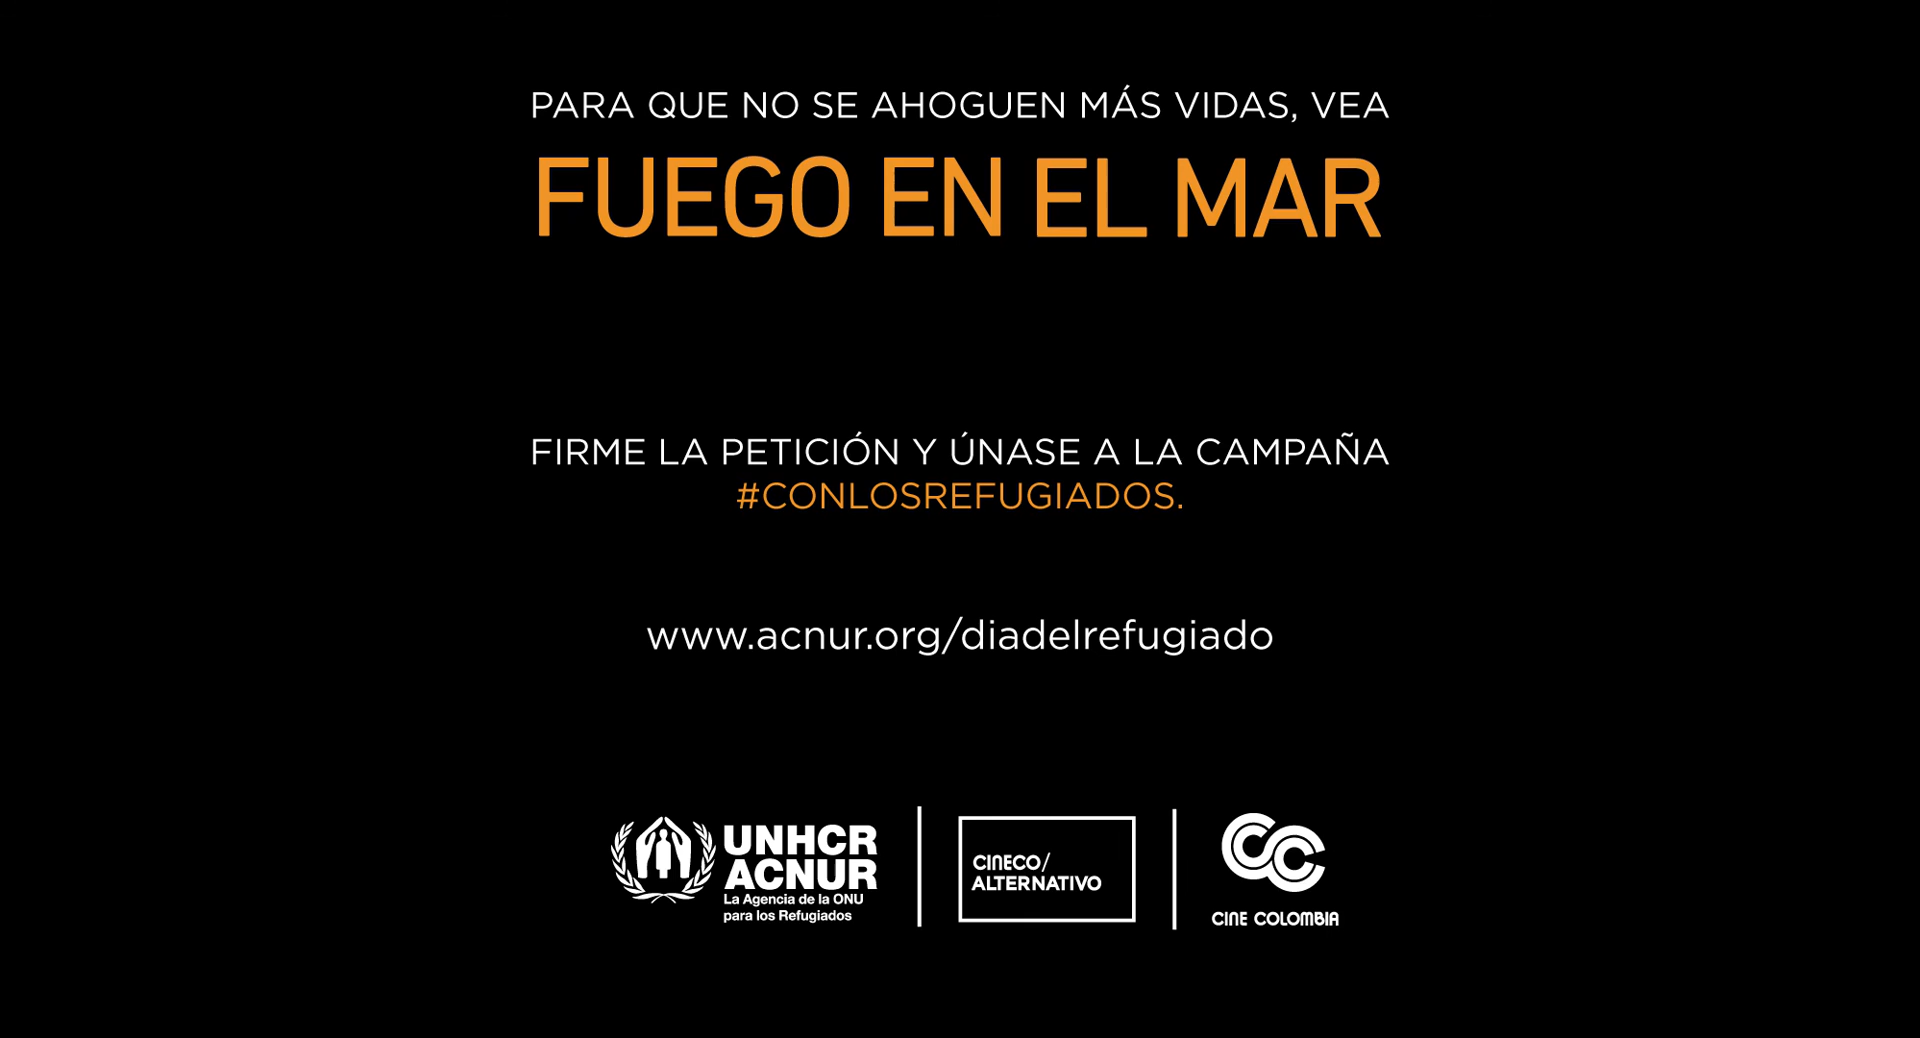 PARA QUE NO SE AHOGUEN MÁS VIDAS, VEA
FUEGO EN EL MAR
FIRME LA PETICIÓN Y ÚNASE A LA CAMPAÑA
#CONLOSREFUGIADOS.
www.acnur.org/diadelrefugiado
UNHCR
ACNUR
La Agencia de la ONU
para los Refugiados
CINECO/
ALTERNATIVO
CC
CINE COLOMBIA